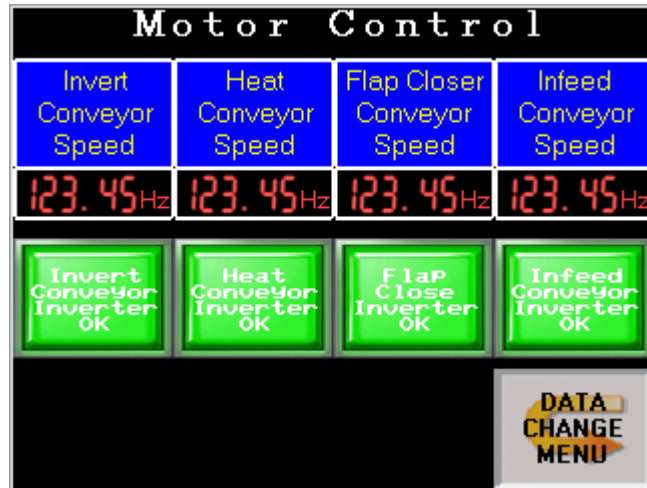 Motor Control
Invert
Conveyor
Speed
Heat
Conveyor
Speed
Flap Closer
Conveyor
Speed
Infeed
Conveyor
Speed
123.45Hz
123.45Hz
123.45Hz
123.45Hz
Invert
Conveyor
Inverter
OK
Heat
Conveyor
Inverter
OK
Flap
Close
Inverter
OK
Infeed
Conveyor
Inverter
OK
DATA
CHANGE
MENU